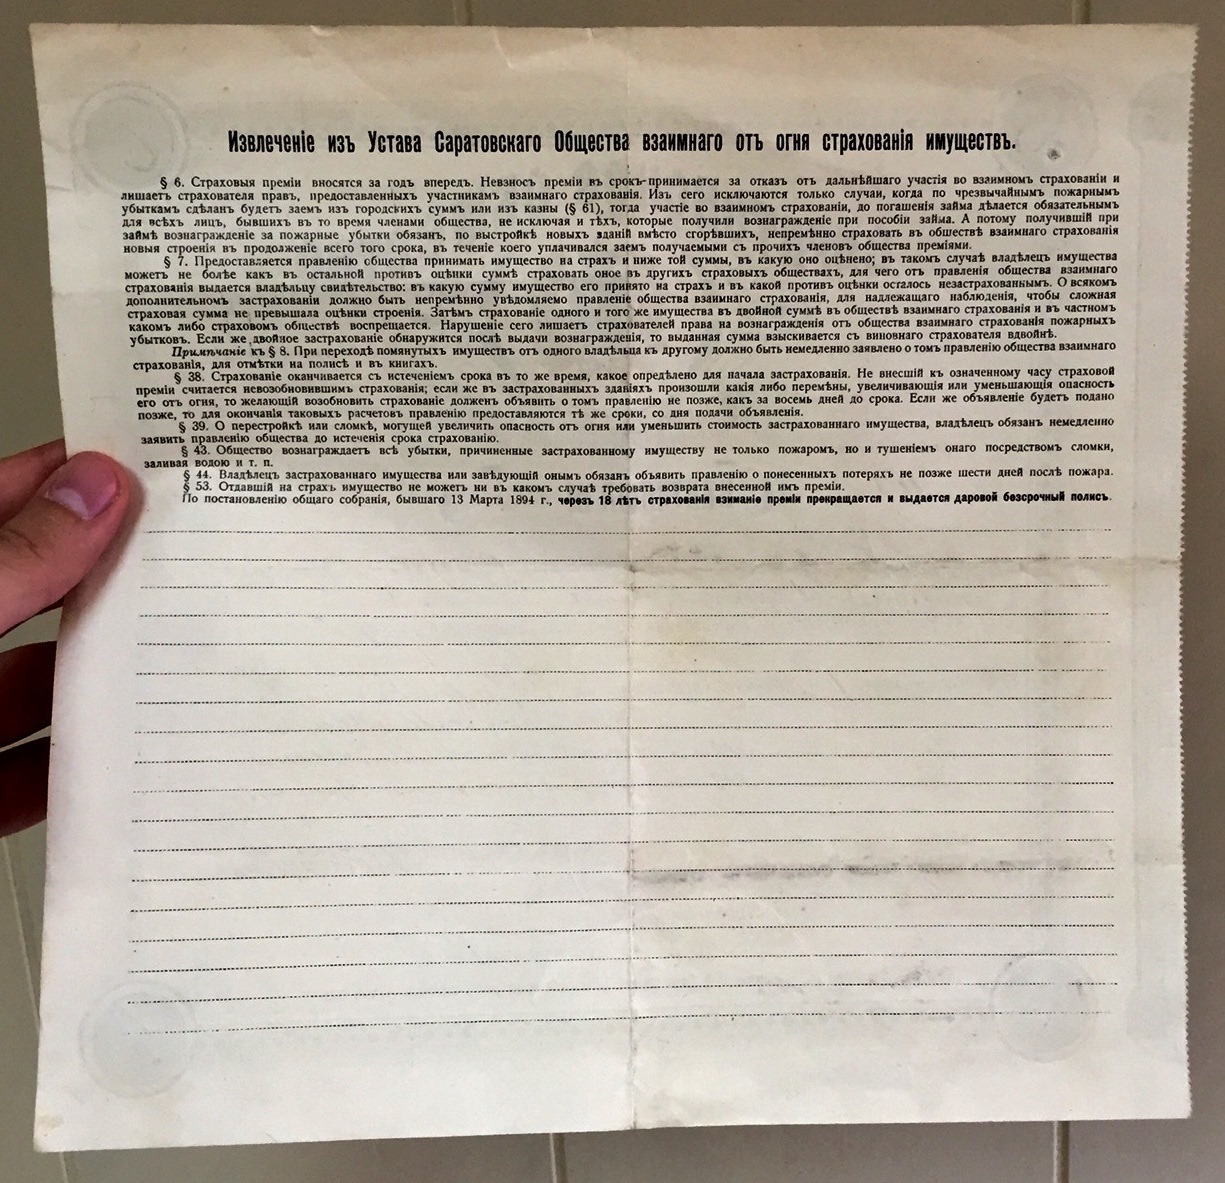 Извлеченіе изъ Устава Саратовскаго Общества взаимнаго отъ огня страхованія имуществъ.
§ 6. Страховыя преміи вносятся за годъ впередъ. Невзносъ преміи въ срокъ принимается за отказъ отъ дальнѣйшаго участія во взаимномъ страхованіи и
лишаетъ страхователя правъ, предоставленныхъ участникамъ взаимнаго страхованія. Изъ сего исключаются только случаи, когда по чрезвычайнымъ пожарнымъ
убыткамъ сдѣланъ будетъ заемъ изъ городскихъ суммъ или изъ казны (§ 61), тогда участіе во взаимномъ страхованіи, до погашенія займа дѣлается обязательнымъ
для всѣхъ лицъ, бывшихъ въ то время членами общества, не исключая и тѣхъ, которые получили вознагражденіе при пособіи займа. А потому получившій при
займѣ вознагражденіе за пожарные убытки обязанъ, по выстройкѣ новыхъ зданій вмѣсто сгорѣвшихъ, непремѣнно страховать въ обшествѣ взаимнаго страхованія
новыя строенія въ продолженіе всего того срока, въ теченіе коего уплачивался заемъ получаемыми съ прочихъ членовъ общества преміями.
§ 7. Предоставляется правленію общества принимать имущество на страхъ и ниже той суммы, въ какую оно оцѣнено; въ такомъ случаѣ владѣлецъ имущества
можетъ не болѣе какъ въ остальной противъ оцѣнки суммѣ страховать оное въ другихъ страховыхъ обществахъ, для чего отъ правленія общества взаимнаго
страхованія выдается владѣльцу свидѣтельство: въ какую сумму имущество его принято на страхъ и въ какой противъ оцѣнки осталось незастрахованнымъ. О всякомъ
дополнительномъ застрахованіи должно быть непремѣнно увѣдомляемо правленіе общества взаимнаго страхованія, для надлежащаго наблюденія, чтобы сложная
страховая сумма не превышала оцѣнки строенія. Затѣмъ страхованіе одного и того же имущества въ двойной суммѣ въ обществѣ взаимнаго страхованія и въ частномъ
какомъ либо страховомъ обществѣ воспрещается. Нарушеніе сего лишаетъ страхователей права на вознагражденія отъ общества взаимнаго страхованія пожарныхъ
убытковъ. Если же двойное застрахованіе обнаружится послѣ выдачи вознагражденія, то выданная сумма взыскивается съ виновнаго страхователя вдвойнѣ.
Примѣчаніе къ § 8. При переходѣ помянутыхъ имуществъ отъ одного владѣльца къ другому должно быть немедленно заявлено о томъ правленію общества взаимнаго
страхованія, для отмѣтки на полисѣ и въ книгахъ.
§ 38. Страхованіе оканчивается съ истеченіемъ срока въ то же время, какое опредѣлено для начала застрахованія. Не внесшій къ означенному часу страховой
преміи считается невозобновившимъ страхованія; если же въ застрахованныхъ зданіяхъ произошли какія либо перемѣны, увеличивающія или уменьшающія опасность
его отъ огня, то желающій возобновить страхованіе долженъ объявить о томъ правленію не позже, какъ за восемь дней до срока. Если же объявленіе будетъ подано
позже, то для окончанія таковыхъ расчетовъ правленію предоставляются тѣ же сроки, со дня подачи объявленія.
§ 39. О перестройкѣ или сломкѣ, могущей увеличить опасность отъ огня или уменьшить стоимость застрахованнаго имущества, владѣлецъ обязанъ немедленно
заявить правленію общества до истеченія срока страхованію.
§ 43. Общество вознаграждаетъ всѣ убытки, причиненные застрахованному имуществу не только пожаромъ, но и тушеніемъ онаго посредствомъ сломки,
заливая водою и т. п.
§ 44. Владѣлецъ застрахованнаго имущества или завѣдующій онымъ обязанъ объявить правленію о понесенныхъ потеряхъ не позже шести дней послѣ пожара.
§ 53. Отдавшій на страхъ имущество не можетъ ни въ какомъ случаѣ требовать возврата внесенной имъ преміи.
По постановленію общаго собранія, бывшаго 13 Марта 1894 г., черезъ 18 лѣтъ страхованія взиманіе преміи прекращается и выдается даровой безсрочный полисъ.